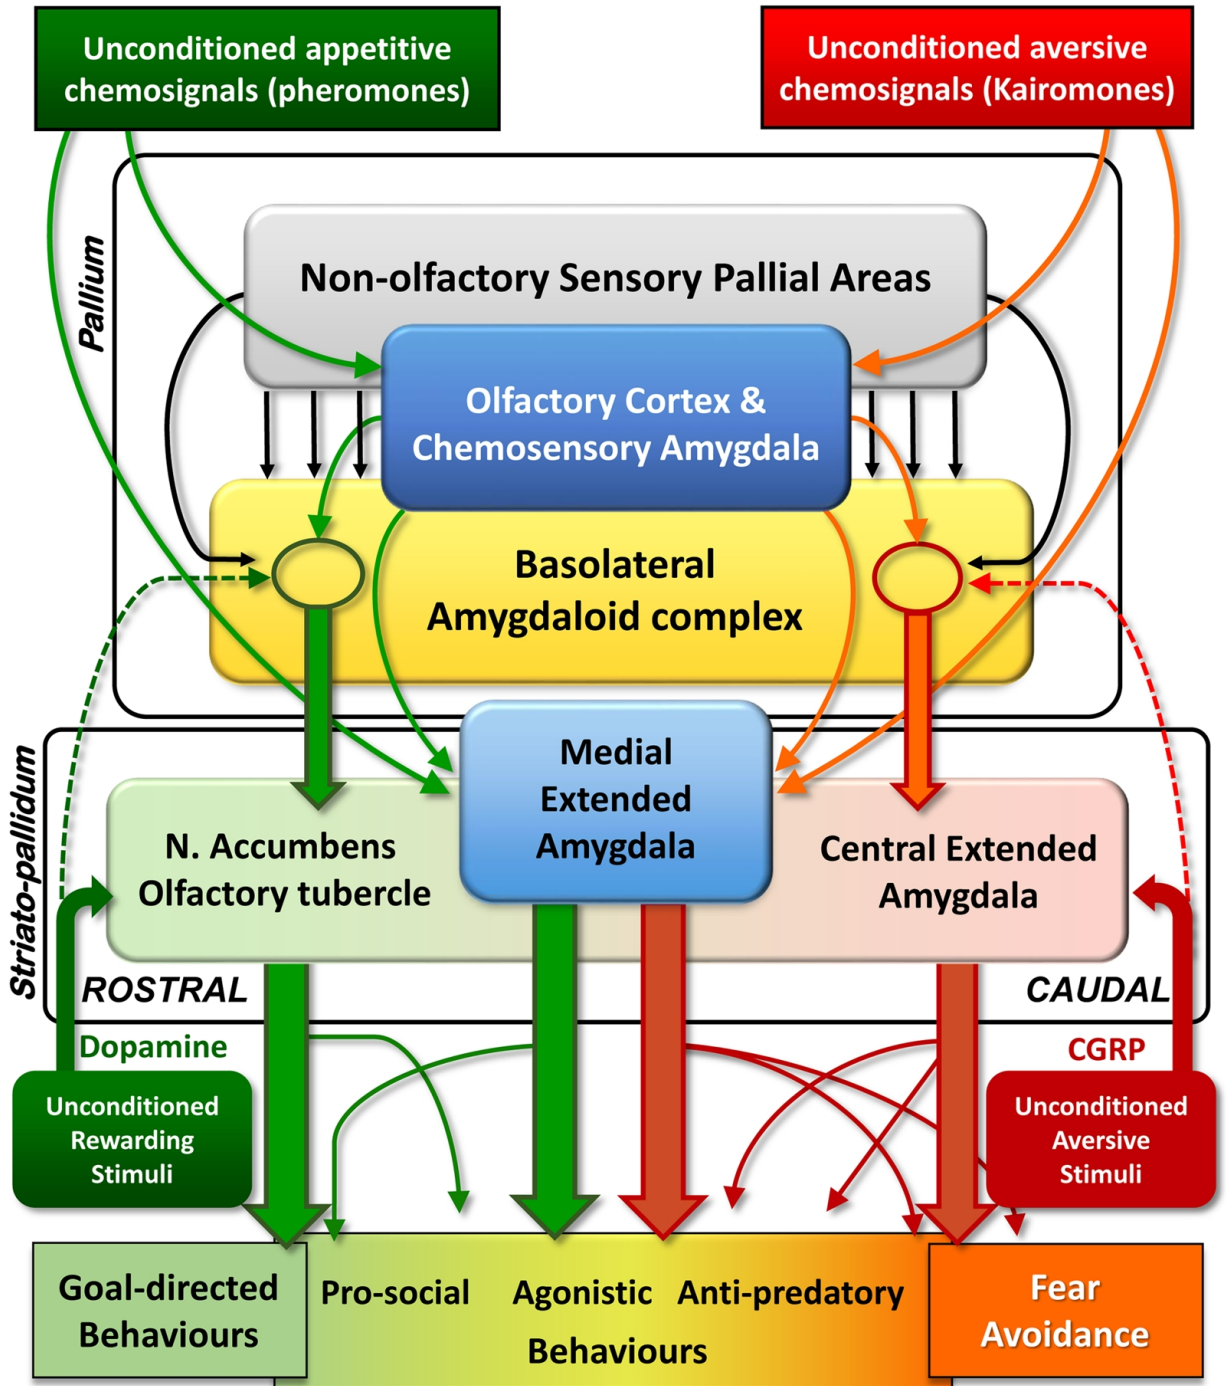 Unconditioned appetitive
chemosignals (pheromones)
Unconditioned aversive
chemosignals (Kairomones)
Pallium
Non-olfactory Sensory Pallial Areas
Olfactory Cortex &
Chemosensory Amygdala
Basolateral
Amygdaloid complex
Striato-pallidum
Medial
Extended
Amygdala
N. Accumbens
Olfactory tubercle
Central Extended
Amygdala
ROSTRAL
CAUDAL
Dopamine
CGRP
Unconditioned
Rewarding
Stimuli
Unconditioned
Aversive
Stimuli
Goal-directed
Behaviours
Pro-social Agonistic Anti-predatory
Behaviours
Fear
Avoidance